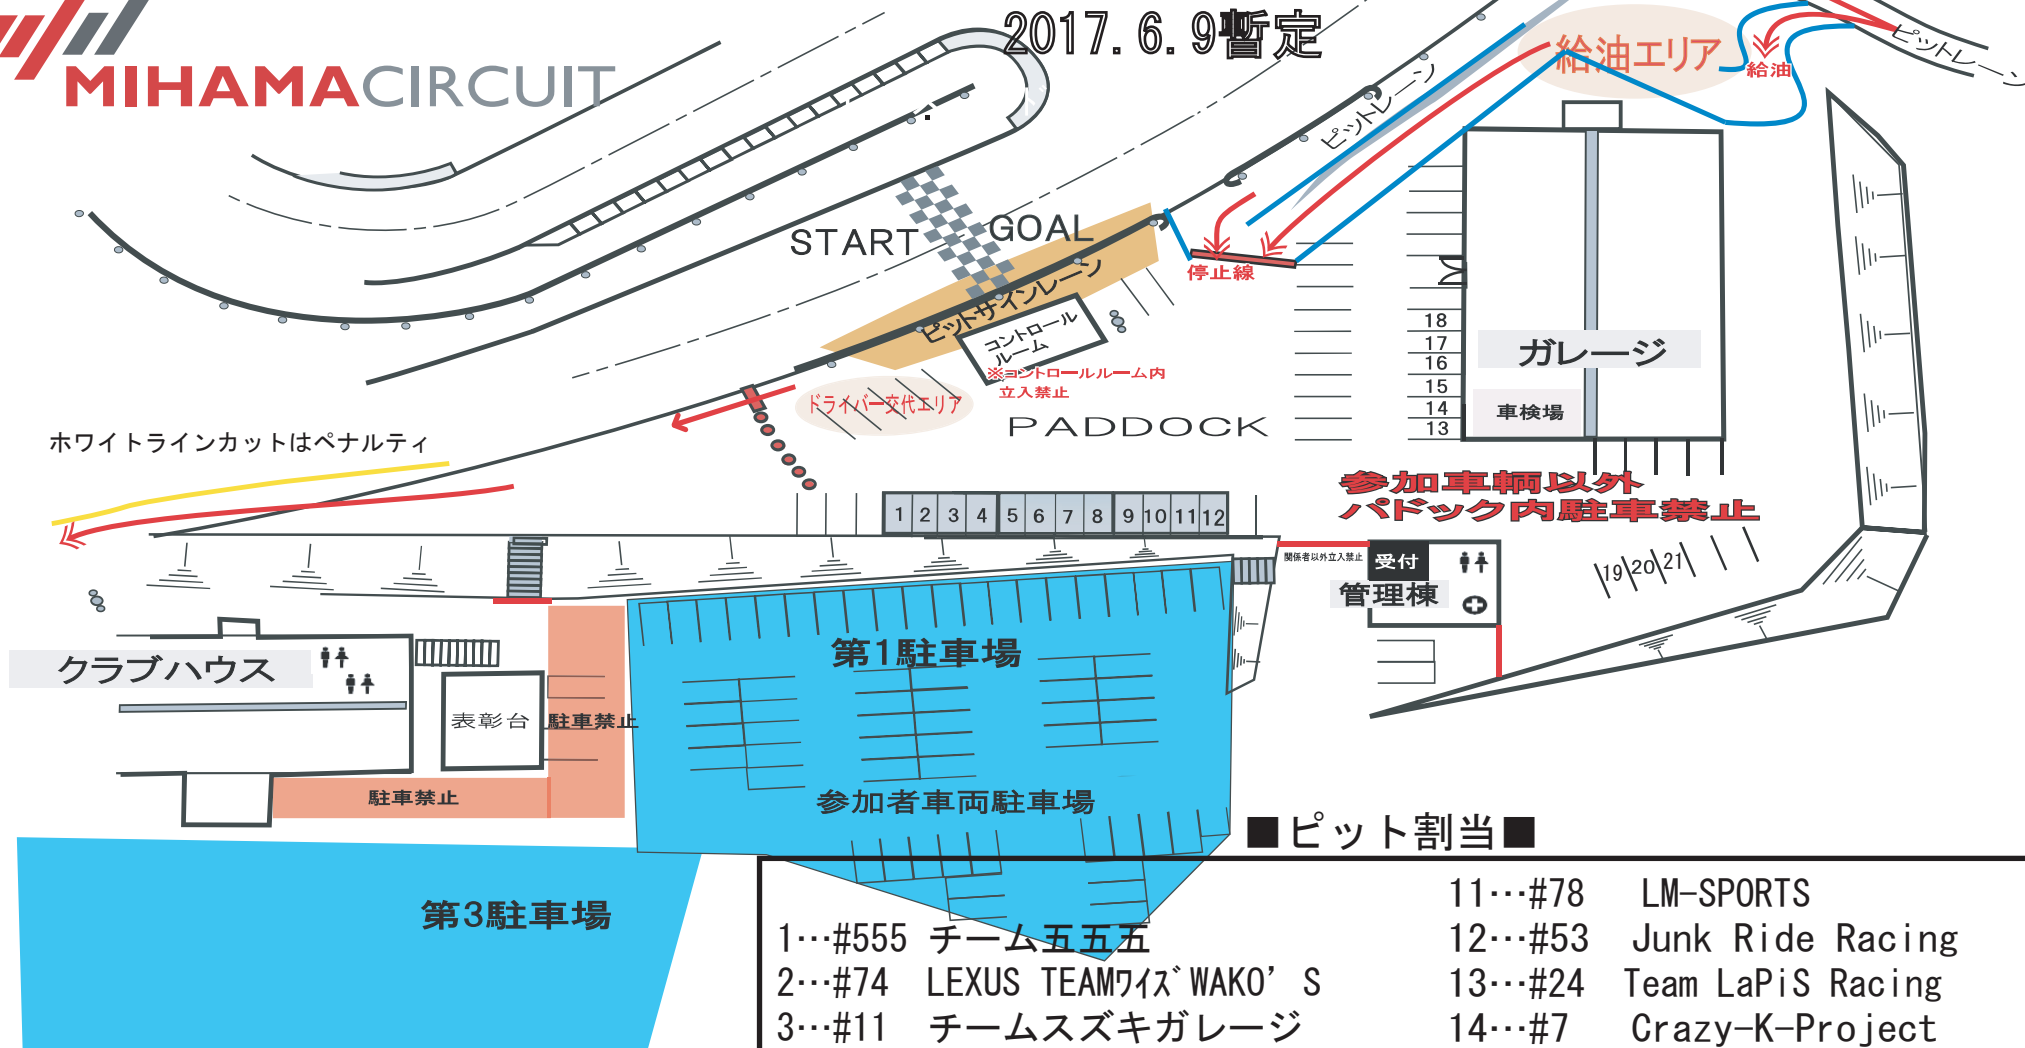 2017.6.9暫定
MIHAMACIRCUIT
給油エリア
給油
ピットレーン
ピットレーン
START
GOAL
停止線
ピットサインレーン
コントロール
ルーム
※コントロールルーム内
立入禁止
ドライバー交代エリア
PADDOCK
18
17
16
15
14
13
ガレージ
車検場
ホワイトラインカットはペナルティ
参加車輌以外
パドック内駐車禁止
1 2 3 4 5 6 7 8 9 10 11 12
関係者以外立入禁止
受付
管理棟
19 20 21
クラブハウス
表彰台
駐車禁止
駐車禁止
第1駐車場
参加者車両駐車場
第3駐車場
■ピット割当■
1…#555 チーム五五五
2…#74 LEXUS TEAMﾜｲｽﾞWAKO'S
3…#11 チームスズキガレージ
11…#78 LM-SPORTS
12…#53 Junk Ride Racing
13…#24 Team LaPiS Racing
14…#7 Crazy-K-Project